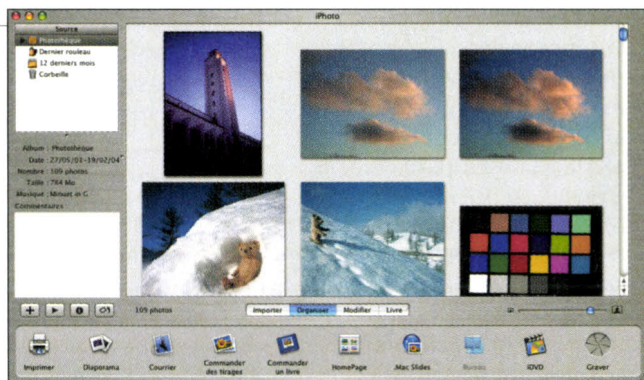 iPhoto
Source
Photothèque
Dernier rouleau
12 derniers mois
Corbeille
Album : Photothèque
Date : 27/05/01-19/02/04
Nombre : 109 photos
Taille : 784 Mo
Musique : Minuet in G
Commentaires :
109 photos
Importer
Organiser
Modifier
Livre
Imprimer
Diaporama
Courrier
Commander
des tirages
Commander
un livre
HomePage
.Mac Slides
Bureau
iDVD
Graver